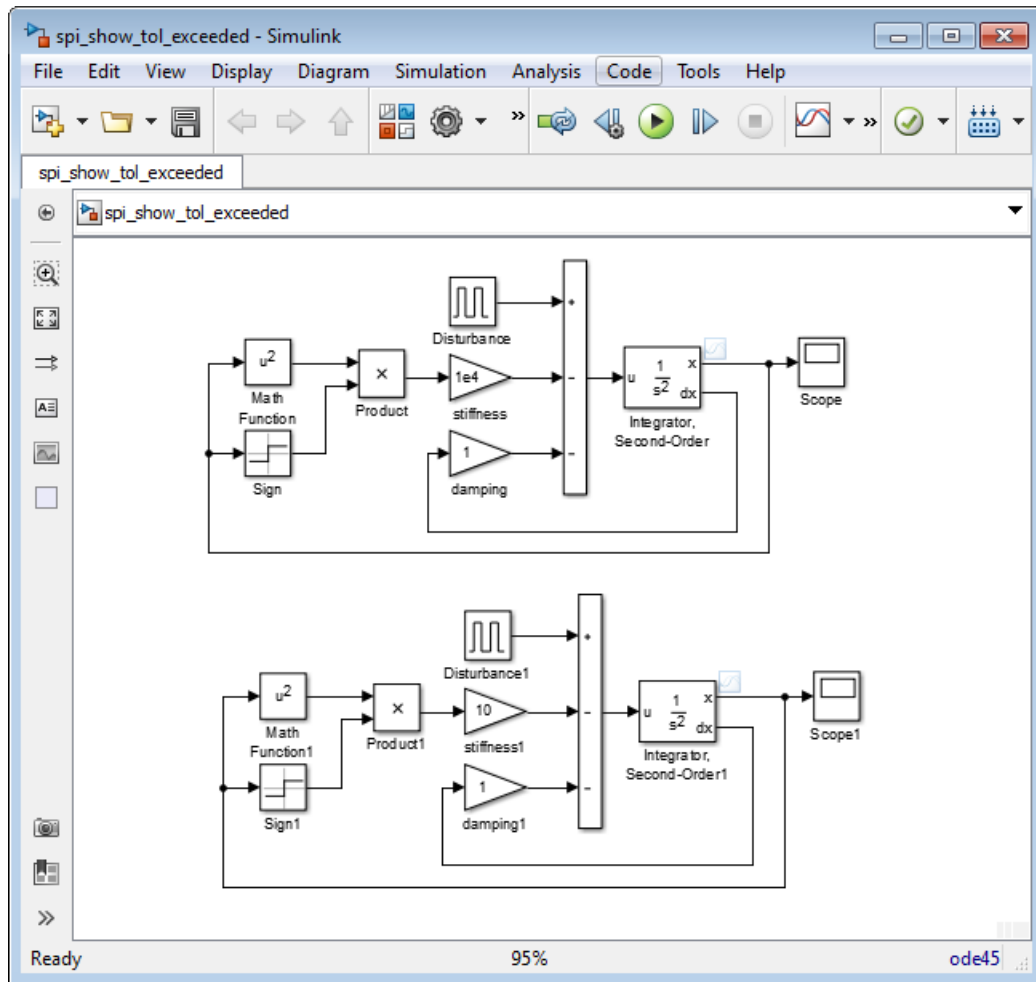 spi_show_tol_exceeded - Simulink
File Edit View Display Diagram Simulation Analysis Code Tools Help
spi_show_tol_exceeded
spi_show_tol_exceeded
Disturbance
+
u²
Math
Function
×
Product
1e4
stiffness
-
u 1/s² x dx
Integrator,
Second-Order
Scope
Sign
1
damping
-
Disturbance1
+
u²
Math
Function1
×
Product1
10
stiffness1
-
u 1/s² x dx
Integrator,
Second-Order1
Scope1
Sign1
1
damping1
-
Ready 95% ode45